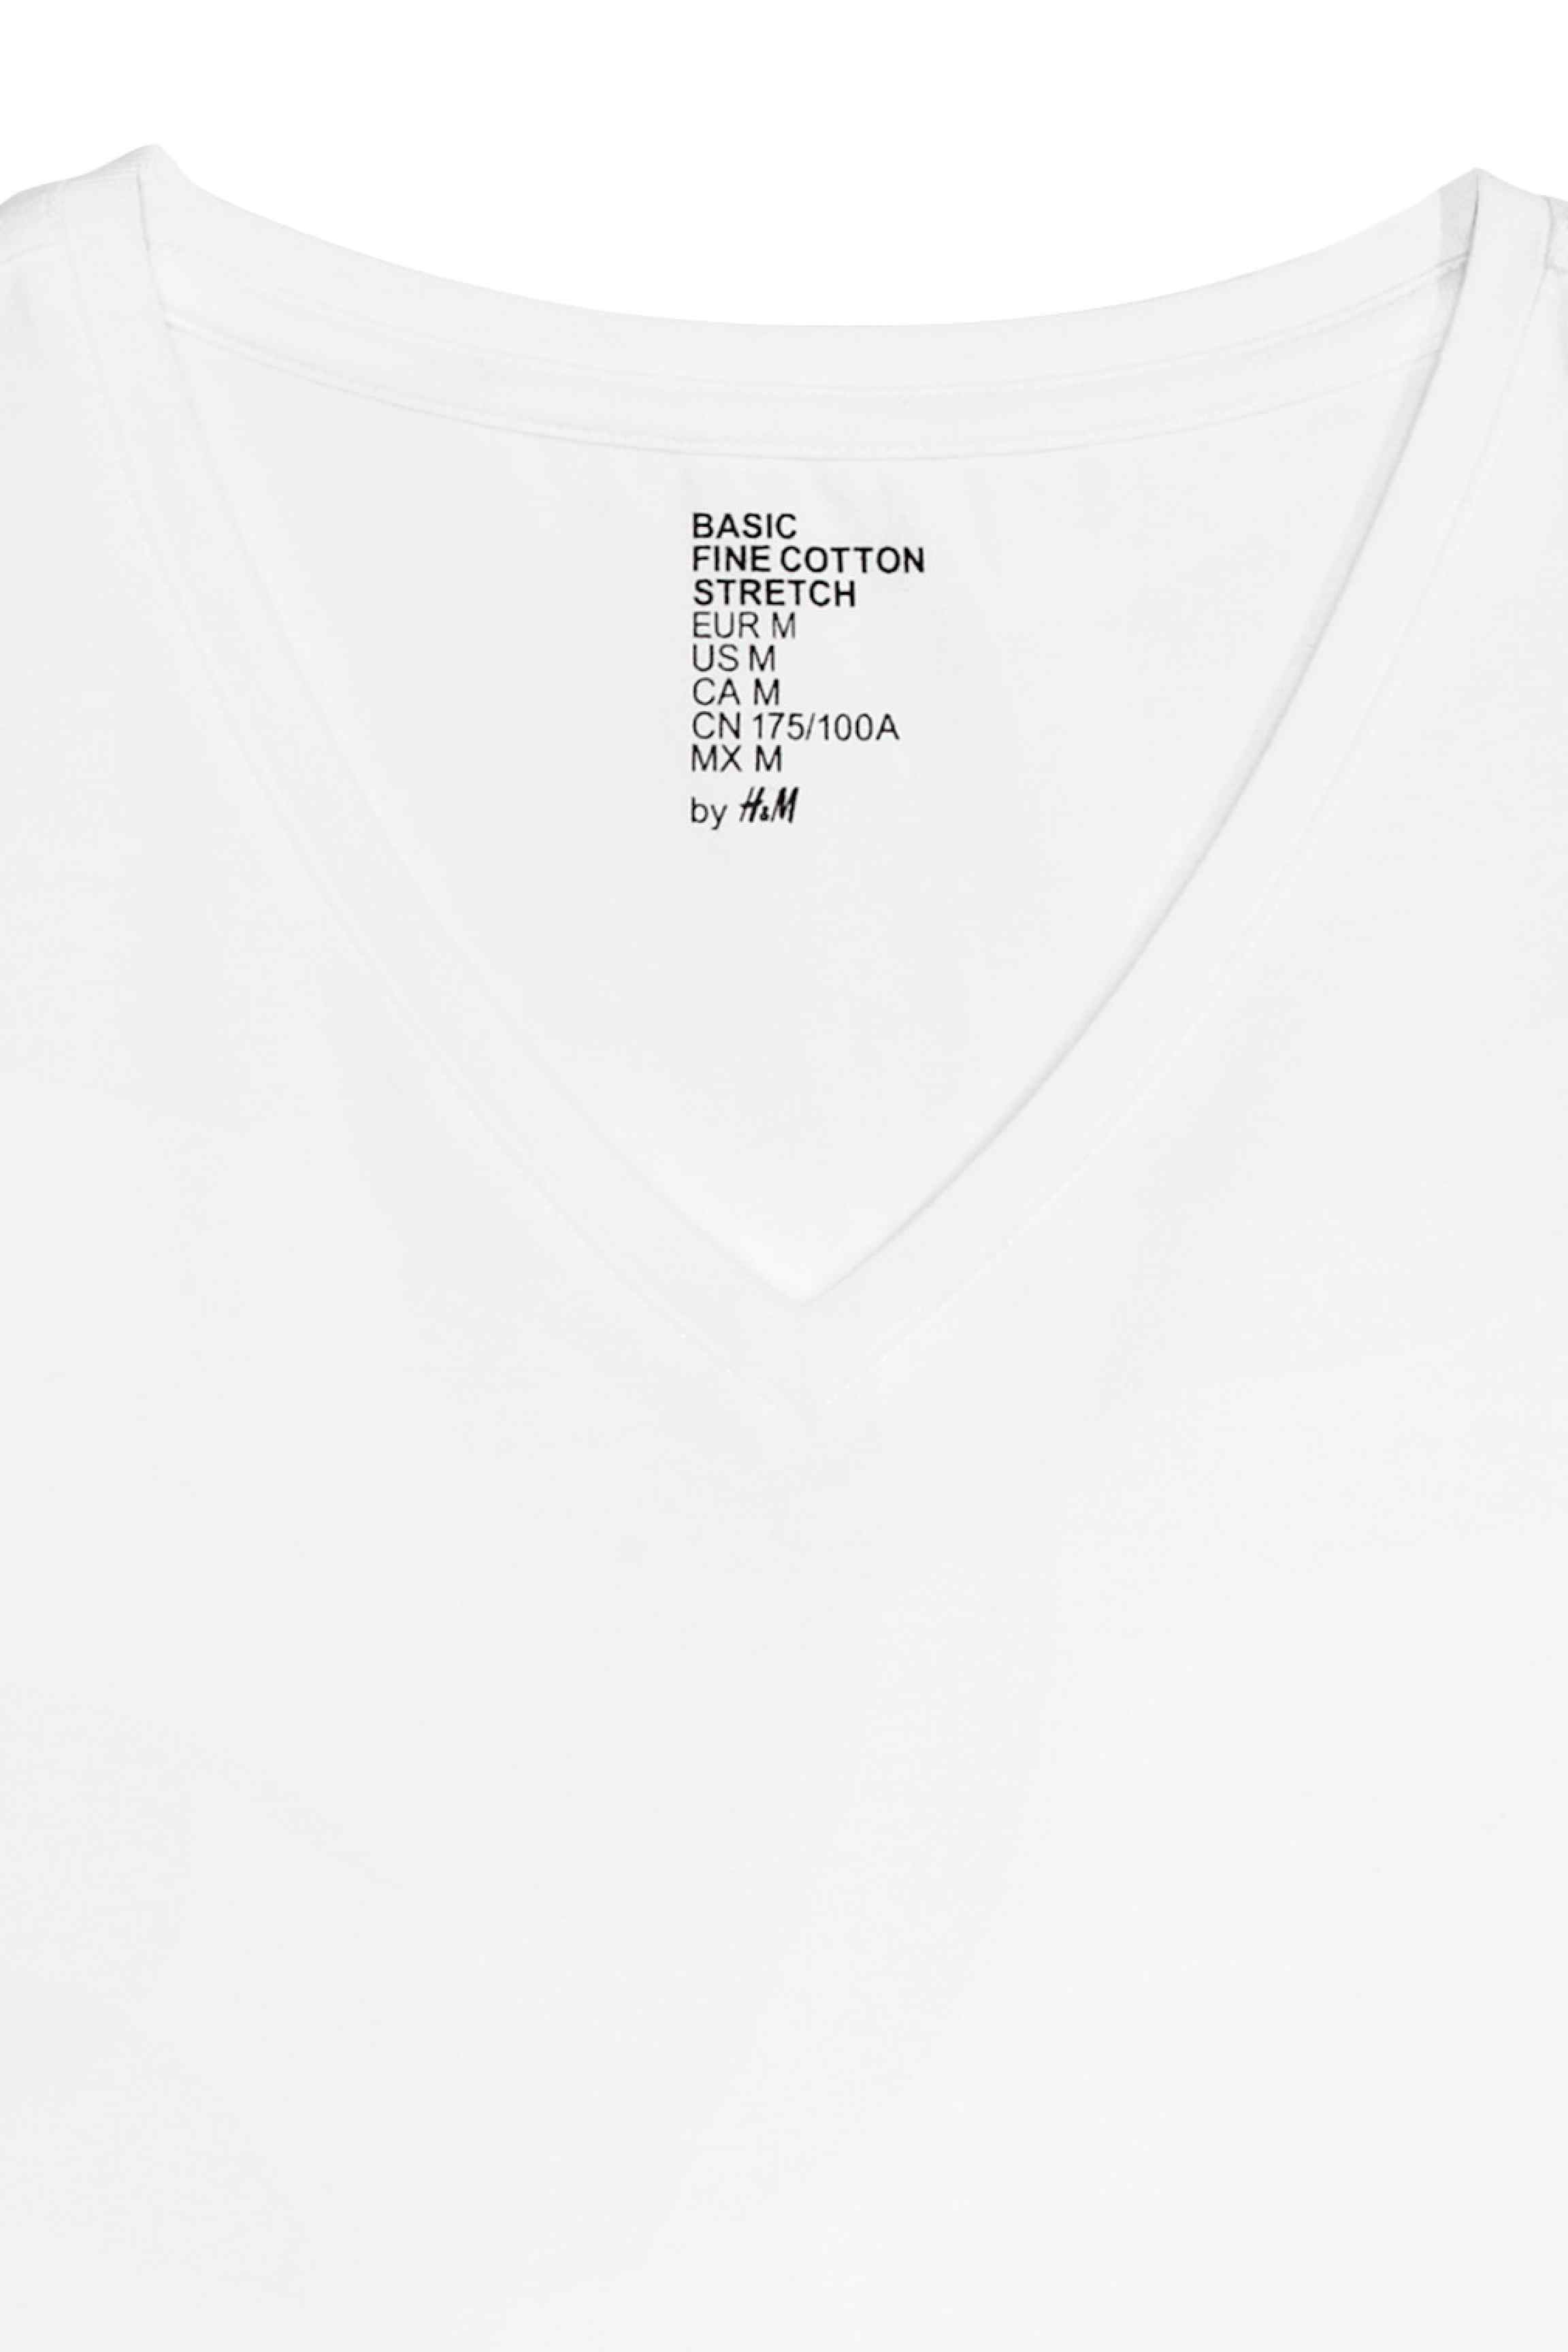 BASIC
FINE COTTON
STRETCH
EUR M
US M
CA M
CN 175/100A
MX M
by H&M